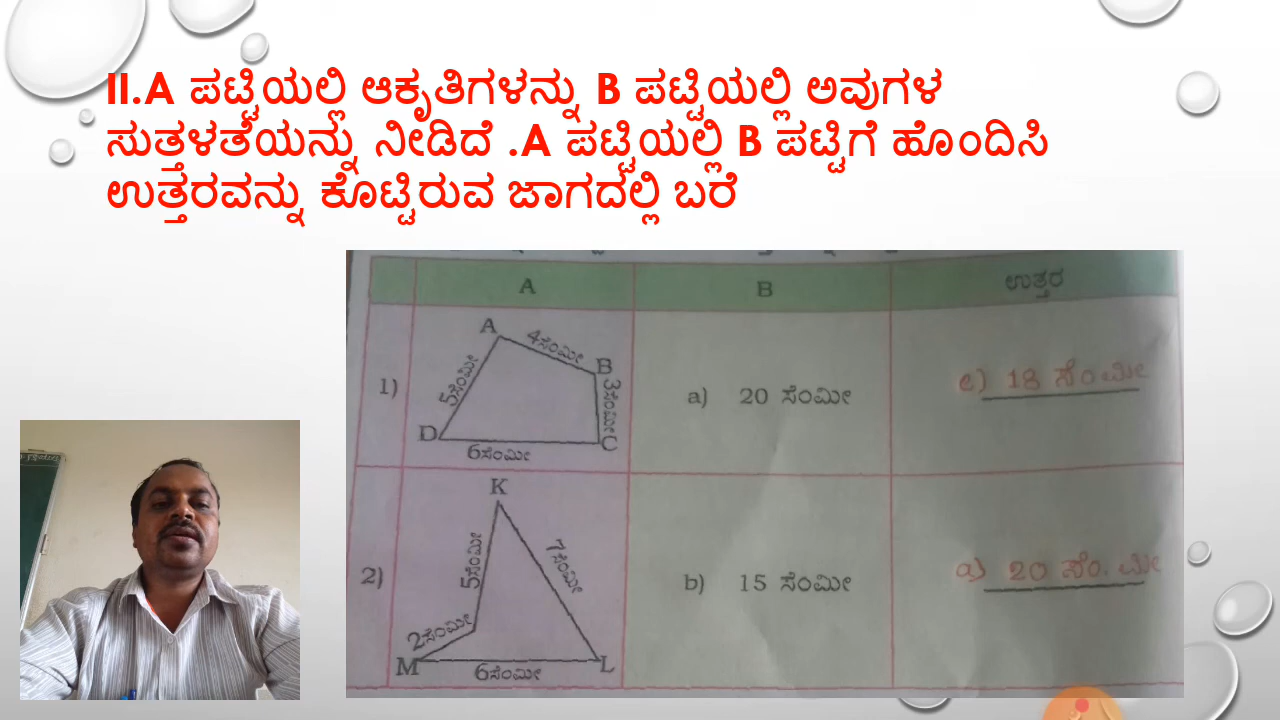 II.A ಪಟ್ಟಿಯಲ್ಲಿ ಆಕೃತಿಗಳನ್ನು B ಪಟ್ಟಿಯಲ್ಲಿ ಅವುಗಳ
ಸುತ್ತಳತೆಯನ್ನು ನೀಡಿದೆ .A ಪಟ್ಟಿಯಲ್ಲಿ B ಪಟ್ಟಿಗೆ ಹೊಂದಿಸಿ
ಉತ್ತರವನ್ನು ಕೊಟ್ಟಿರುವ ಜಾಗದಲ್ಲಿ ಬರೆ
A B ಉತ್ತರ
A 4ಸೆಂಮೀ
B
5ಸೆಂಮೀ 3ಸೆಂಮೀ
1) a) 20 ಸೆಂಮೀ c) 18 ಸೆಂಮೀ
D C
6ಸೆಂಮೀ
K
5ಸೆಂಮೀ 7ಸೆಂಮೀ
2) b) 15 ಸೆಂಮೀ a) 20 ಸೆಂ. ಮೀ
2ಸೆಂಮೀ
M L
6ಸೆಂಮೀ